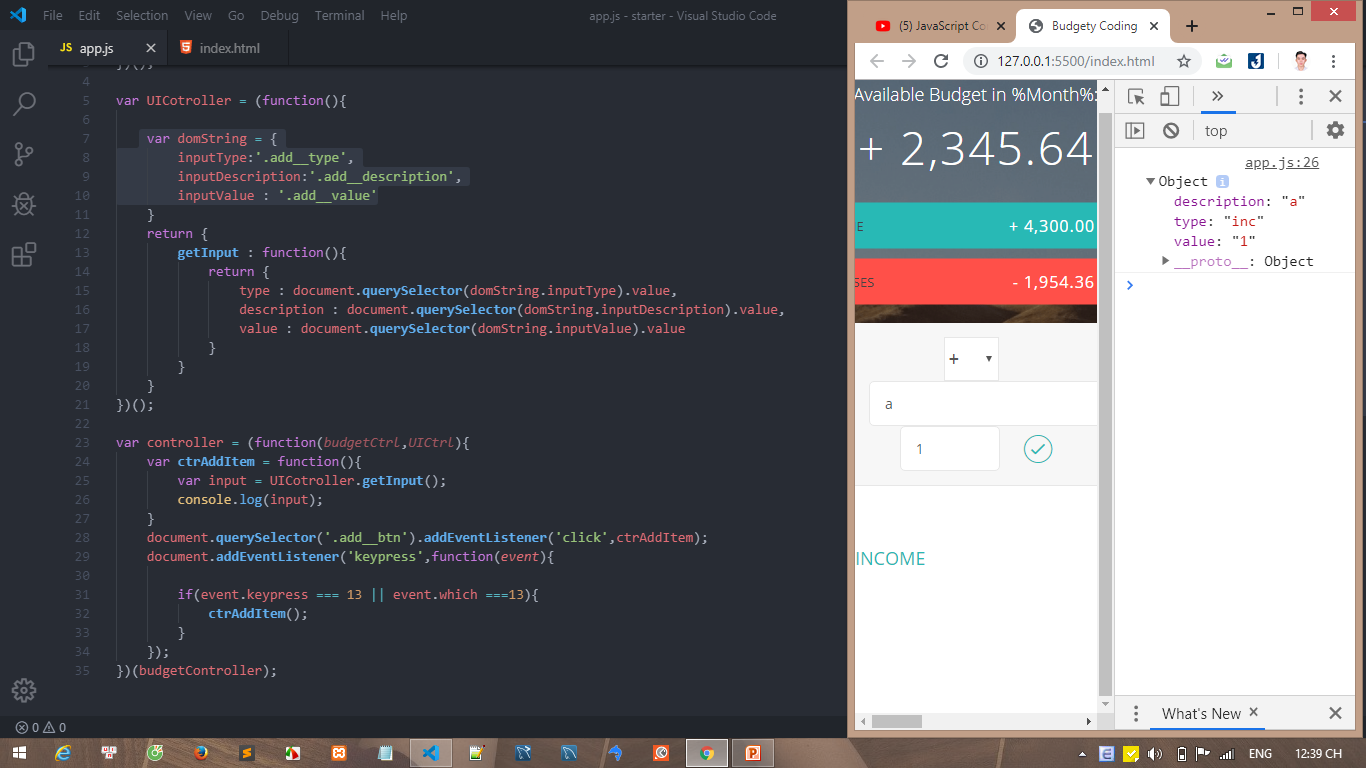 File Edit Selection View Go Debug Terminal Help
app.js - starter - Visual Studio Code
JS app.js
index.html
4
5 var UICotroller = (function(){
6
7 var domString = {
8 inputType:'.add__type',
9 inputDescription:'.add__description',
10 inputValue : '.add__value'
11 }
12 return {
13 getInput : function(){
14 return {
15 type : document.querySelector(domString.inputType).value,
16 description : document.querySelector(domString.inputDescription).value,
17 value : document.querySelector(domString.inputValue).value
18 }
19 }
20 }
21 })();
22
23 var controller = (function(budgetCtrl,UICtrl){
24 var ctrAddItem = function(){
25 var input = UICotroller.getInput();
26 console.log(input);
27 }
28 document.querySelector('.add__btn').addEventListener('click',ctrAddItem);
29 document.addEventListener('keypress',function(event){
30
31 if(event.keypress === 13 || event.which ===13){
32 ctrAddItem();
33 }
34 });
35 })(budgetController);
0 0
(5) JavaScript Co
Budgety Coding
127.0.0.1:5500/index.html
Available Budget in %Month%:
+ 2,345.64
E + 4,300.00
SES - 1,954.36
+
a
1
INCOME
top
app.js:26
Object i
description: "a"
type: "inc"
value: "1"
__proto__: Object
What's New
ENG
12:39 CH